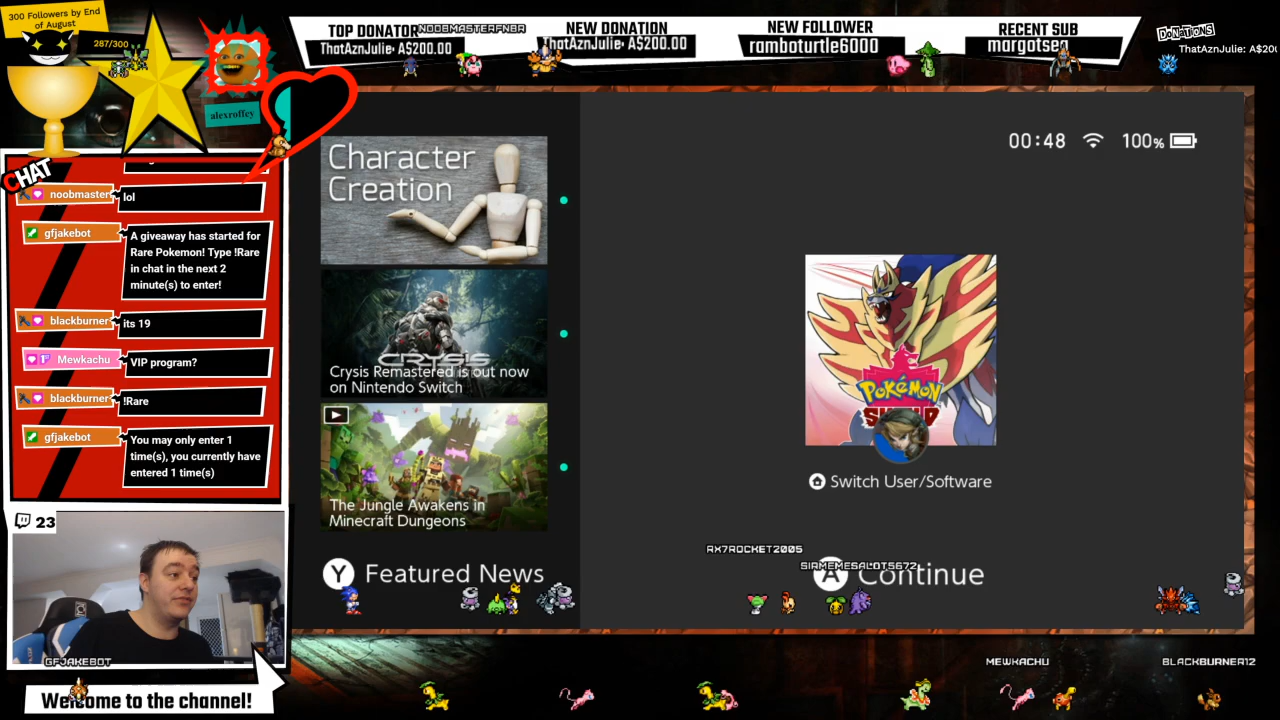 300 Followers by End
of August
287/300
alexroffey
TOP DONATOR
NOOBMASTERFNBR
ThatAznJulie: A$200.00
NEW DONATION
ThatAznJulie: A$200.00
NEW FOLLOWER
ramboturtle6000
RECENT SUB
margotsea
DONATIONS
ThatAznJulie: A$20
CHAT
noobmaster
lol
gfjakebot
A giveaway has started for
Rare Pokemon! Type !Rare
in chat in the next 2
minute(s) to enter!
blackburner
its 19
Mewkachu
VIP program?
blackburner
!Rare
gfjakebot
You may only enter 1
time(s), you currently have
entered 1 time(s)
23
GFJAKEBOT
Welcome to the channel!
Character
Creation
CRYSIS
Crysis Remastered is out now
on Nintendo Switch
The Jungle Awakens in
Minecraft Dungeons
Y Featured News
00:48
100%
POKéMON
Switch User/Software
RX7ROCKET2005
SIRMEMESALOT5672
A Continue
MEWKACHU
BLACKBURNER12